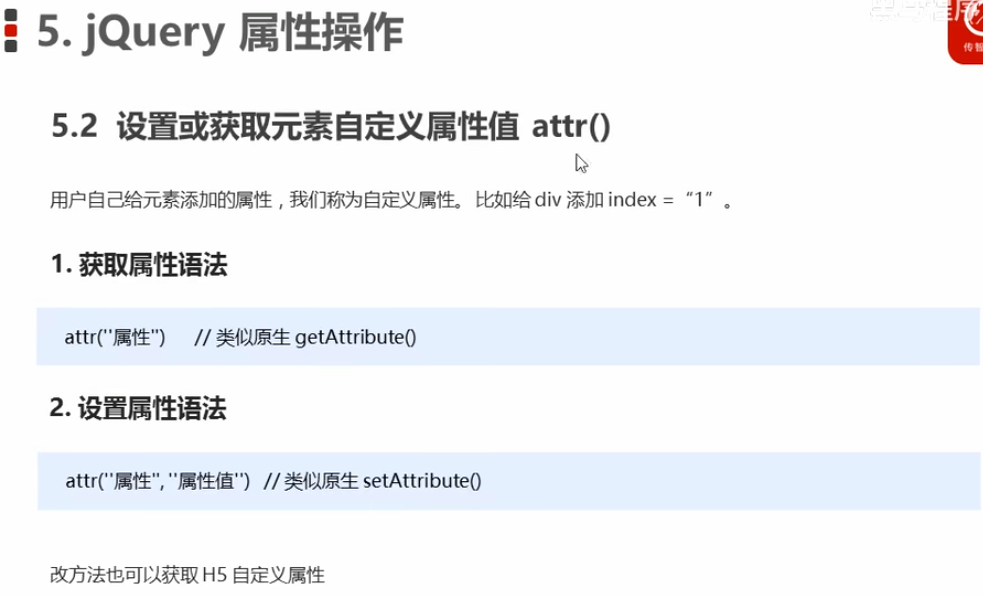 5. jQuery 属性操作
传智
5.2 设置或获取元素自定义属性值 attr()
用户自己给元素添加的属性，我们称为自定义属性。比如给 div 添加 index = “1”。
1. 获取属性语法
attr(''属性'') // 类似原生 getAttribute()
2. 设置属性语法
attr(''属性'', ''属性值'') // 类似原生 setAttribute()
改方法也可以获取 H5 自定义属性